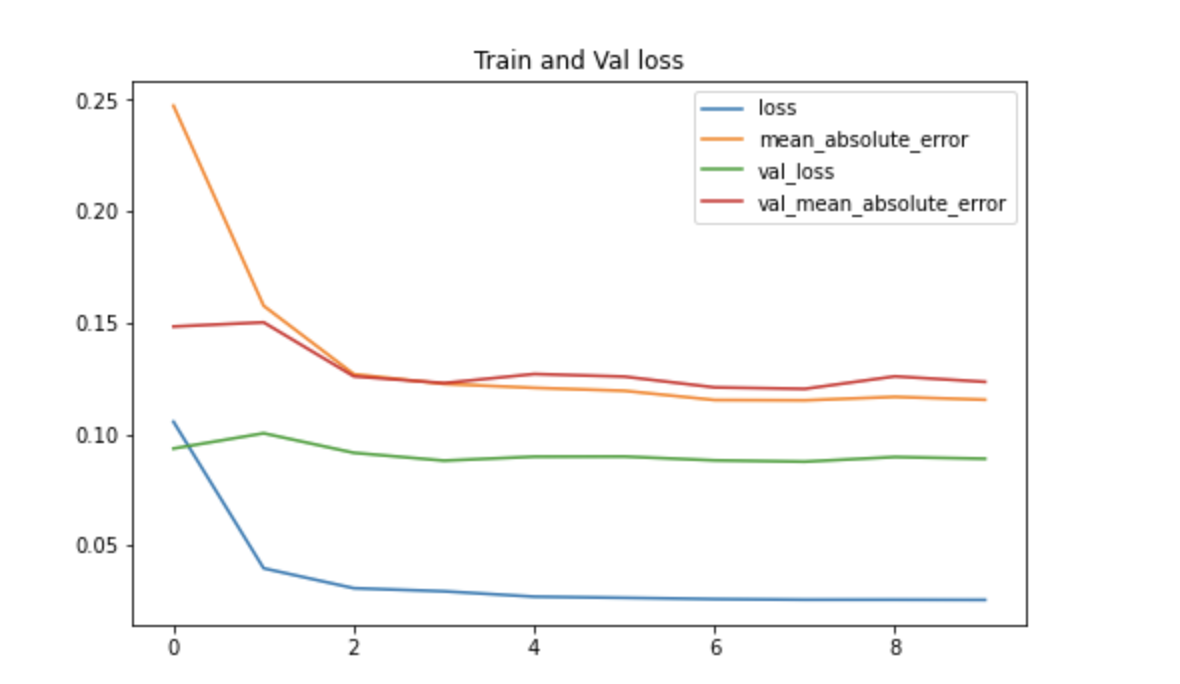 Train and Val loss
loss
mean_absolute_error
val_loss
val_mean_absolute_error
0.25
0.20
0.15
0.10
0.05
0 2 4 6 8